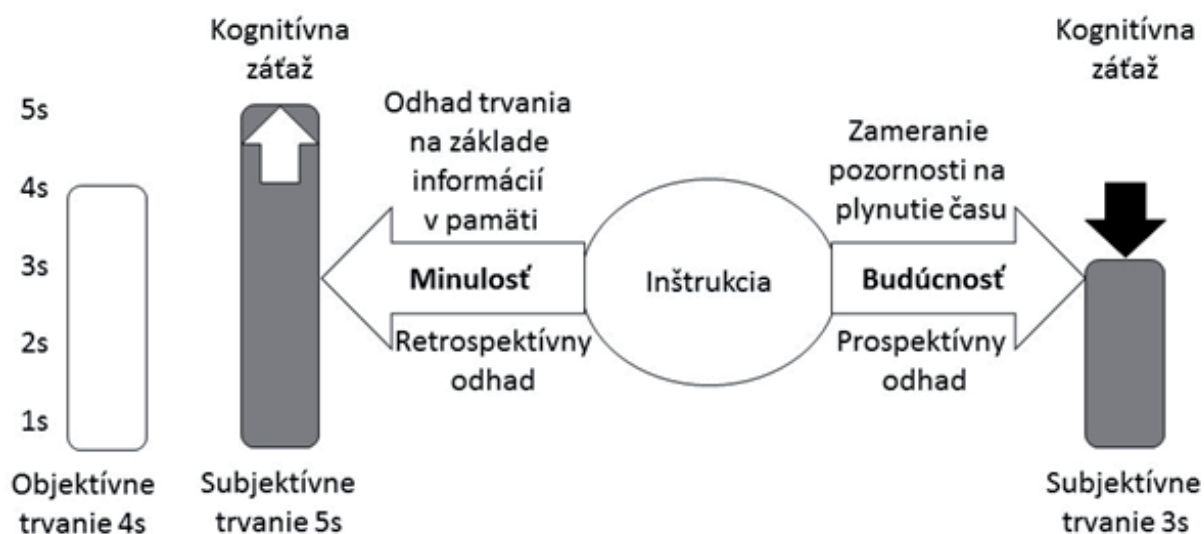 Kognitívna
záťaž
5s
4s
3s
2s
1s
Objektívne
trvanie 4s
Subjektívne
trvanie 5s
Odhad trvania
na základe
informácií
v pamäti
Minulosť
Retrospektívny
odhad
Inštrukcia
Zameranie
pozornosti na
plynutie času
Budúcnosť
Prospektívny
odhad
Kognitívna
záťaž
Subjektívne
trvanie 3s